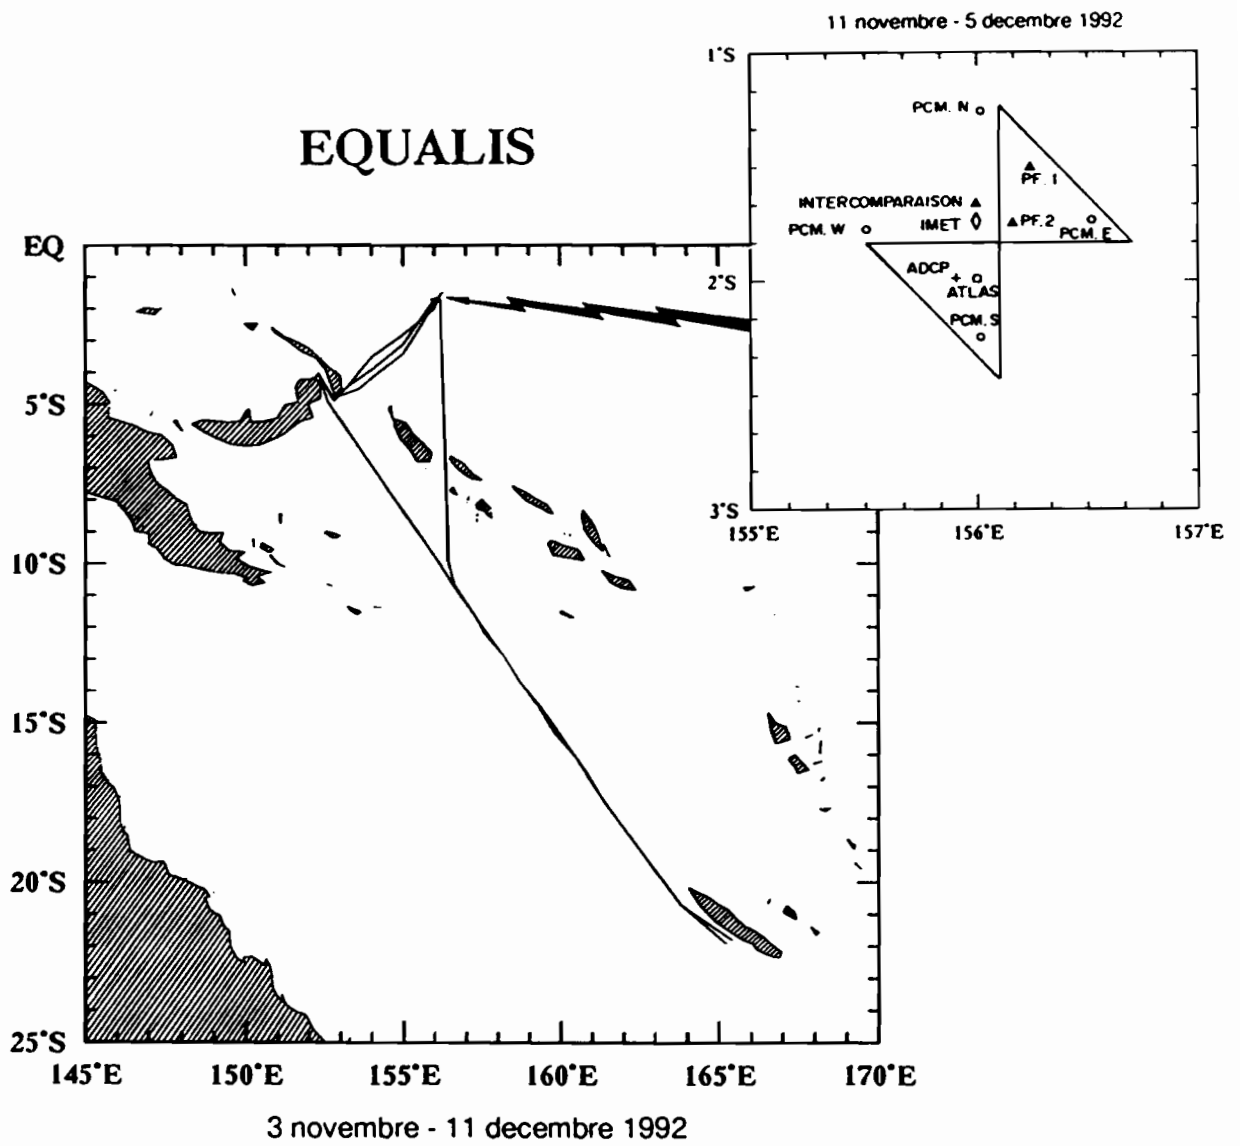 11 novembre - 5 decembre 1992
1°S
PCM. N
EQUALIS
PF. 1
INTERCOMPARAISON
PCM. W
IMET
PF.2
PCM. E
EQ
ADCP
2°S
ATLAS
PCM. S
5°S
3°S
155°E 156°E 157°E
10°S
15°S
20°S
25°S
145°E 150°E 155°E 160°E 165°E 170°E
3 novembre - 11 decembre 1992